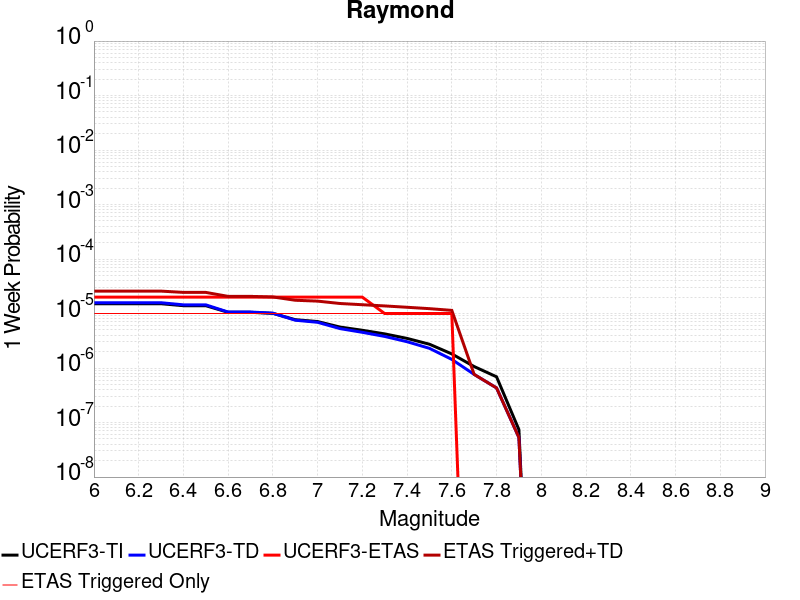 Raymond
10^0
10^-1
10^-2
10^-3
10^-4
10^-5
10^-6
10^-7
10^-8
1 Week Probability
6 6.2 6.4 6.6 6.8 7 7.2 7.4 7.6 7.8 8 8.2 8.4 8.6 8.8 9
Magnitude
UCERF3-TI UCERF3-TD UCERF3-ETAS ETAS Triggered+TD
ETAS Triggered Only